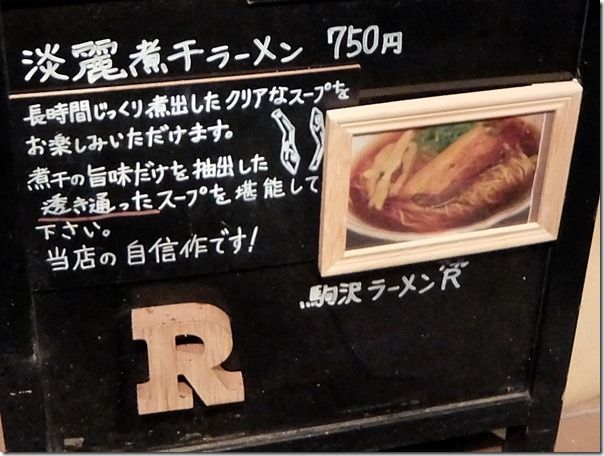 淡麗煮干ラーメン 750円
長時間じっくり煮出したクリアなスープを
お楽しみいただけます。
煮干の旨味だけを抽出した
透き通ったスープを堪能して
下さい。
当店の自信作です!
駒沢ラーメンR
R